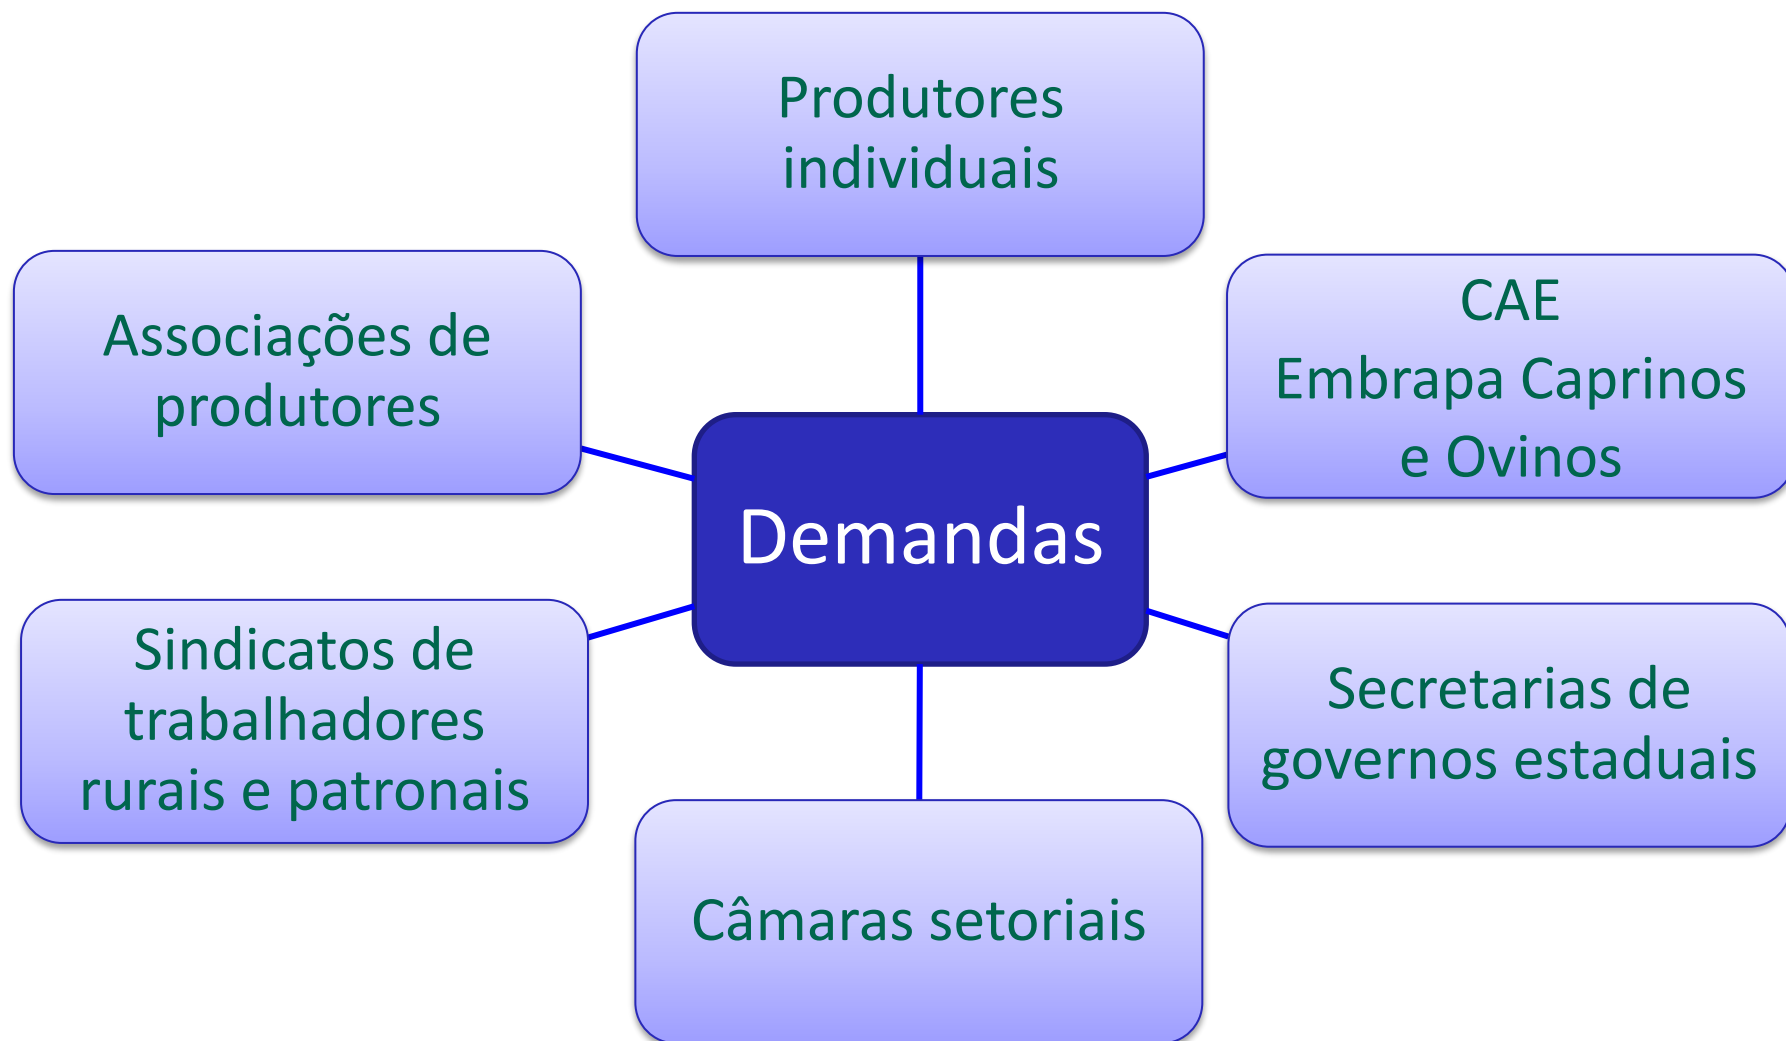 Produtores
individuais
Associações de
produtores
CAE
Embrapa Caprinos
e Ovinos
Demandas
Sindicatos de
trabalhadores
rurais e patronais
Secretarias de
governos estaduais
Câmaras setoriais